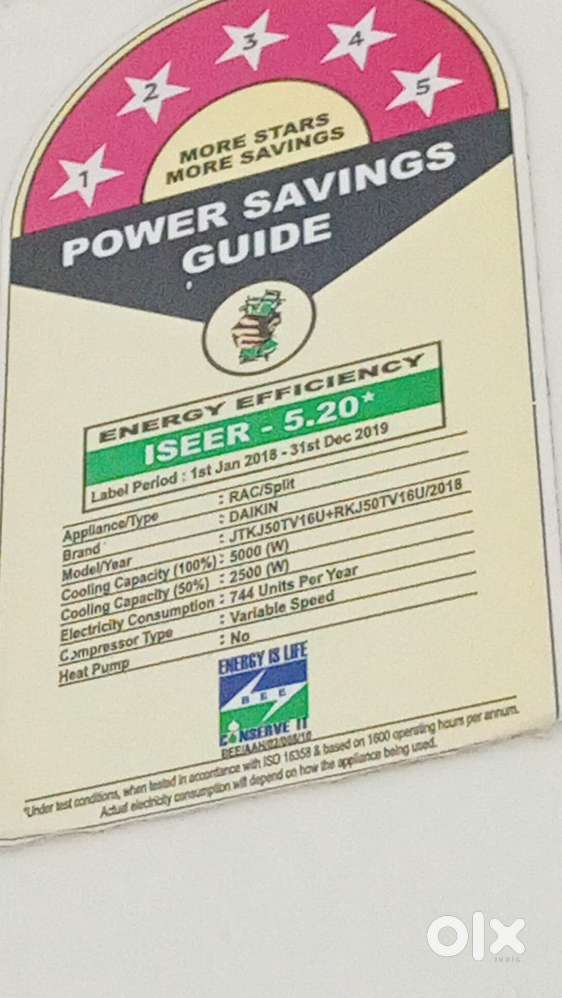 1 2 3 4 5
MORE STARS
MORE SAVINGS
POWER SAVINGS
GUIDE
ENERGY EFFICIENCY
ISEER - 5.20*
Label Period : 1st Jan 2018 - 31st Dec 2019
Appliance/Type : RAC/Split
Brand : DAIKIN
Model/Year : JTKJ50TV16U+RKJ50TV16U/2018
Cooling Capacity (100%) : 5000 (W)
Cooling Capacity (50%) : 2500 (W)
Electricity Consumption : 744 Units Per Year
Compressor Type : Variable Speed
Heat Pump : No
ENERGY IS LIFE
BEE
CONSERVE IT
*Under test conditions, when tested in accordance with ISO 16358 & based on 1600 operating hours per annum.
Actual electricity consumption will depend on how the appliance being used.
olx
INDIA